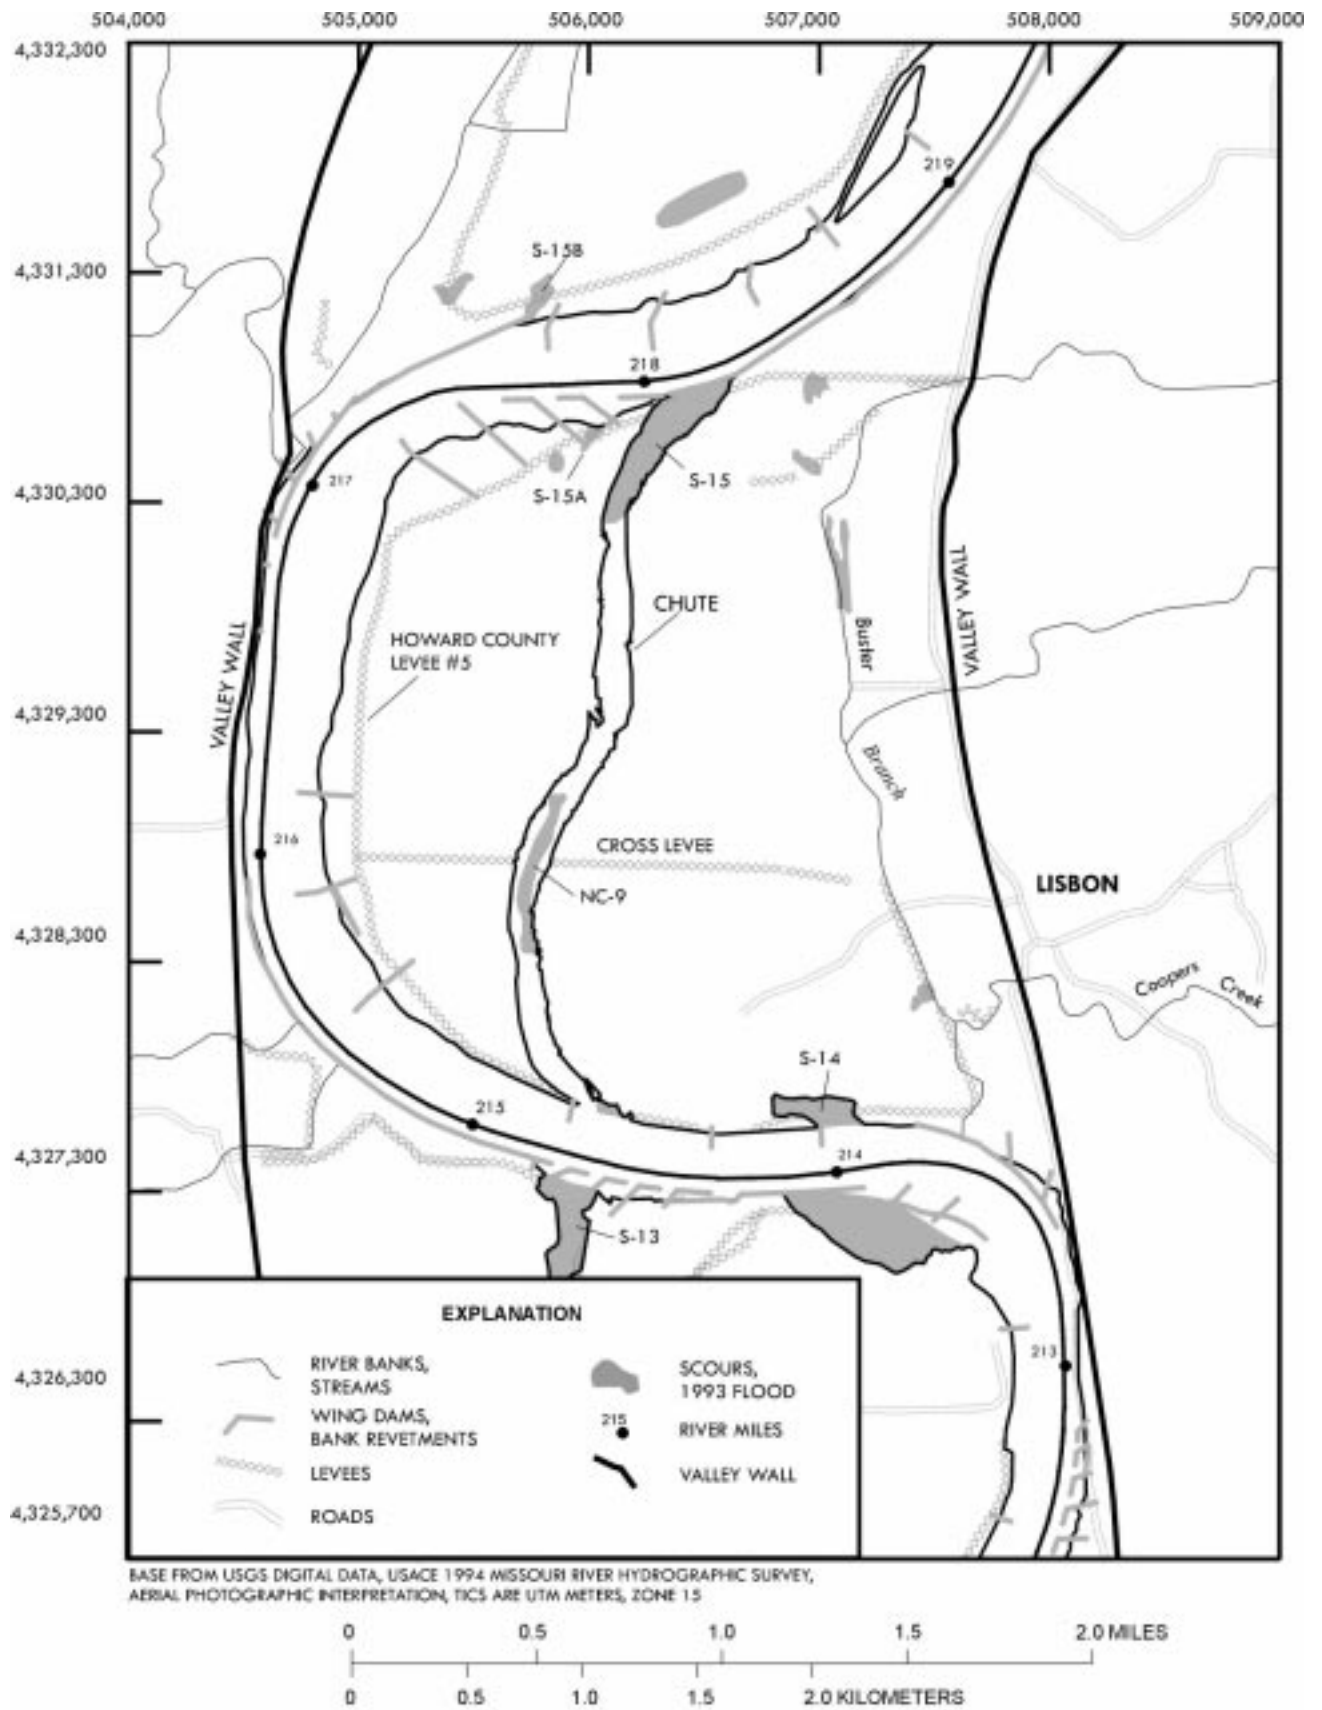 504,000 505,000 506,000 507,000 508,000 509,000
4,332,300
219
S-15B
4,331,300
218
217
S-15
S-15A
4,330,300
VALLEY WALL
CHUTE
Buster
HOWARD COUNTY
LEVEE #5
VALLEY WALL
4,329,300
Branch
216
CROSS LEVEE
LISBON
NC-9
4,328,300
Coopers
Creek
S-14
215
4,327,300
214
S-13
EXPLANATION
213
RIVER BANKS,
STREAMS
SCOURS,
1993 FLOOD
4,326,300
WING DAMS,
BANK REVETMENTS
215
RIVER MILES
LEVEES
VALLEY WALL
4,325,700
ROADS
BASE FROM USGS DIGITAL DATA, USACE 1994 MISSOURI RIVER HYDROGRAPHIC SURVEY,
AERIAL PHOTOGRAPHIC INTERPRETATION, TICS ARE UTM METERS, ZONE 15
0 0.5 1.0 1.5 2.0 MILES
0 0.5 1.0 1.5 2.0 KILOMETERS